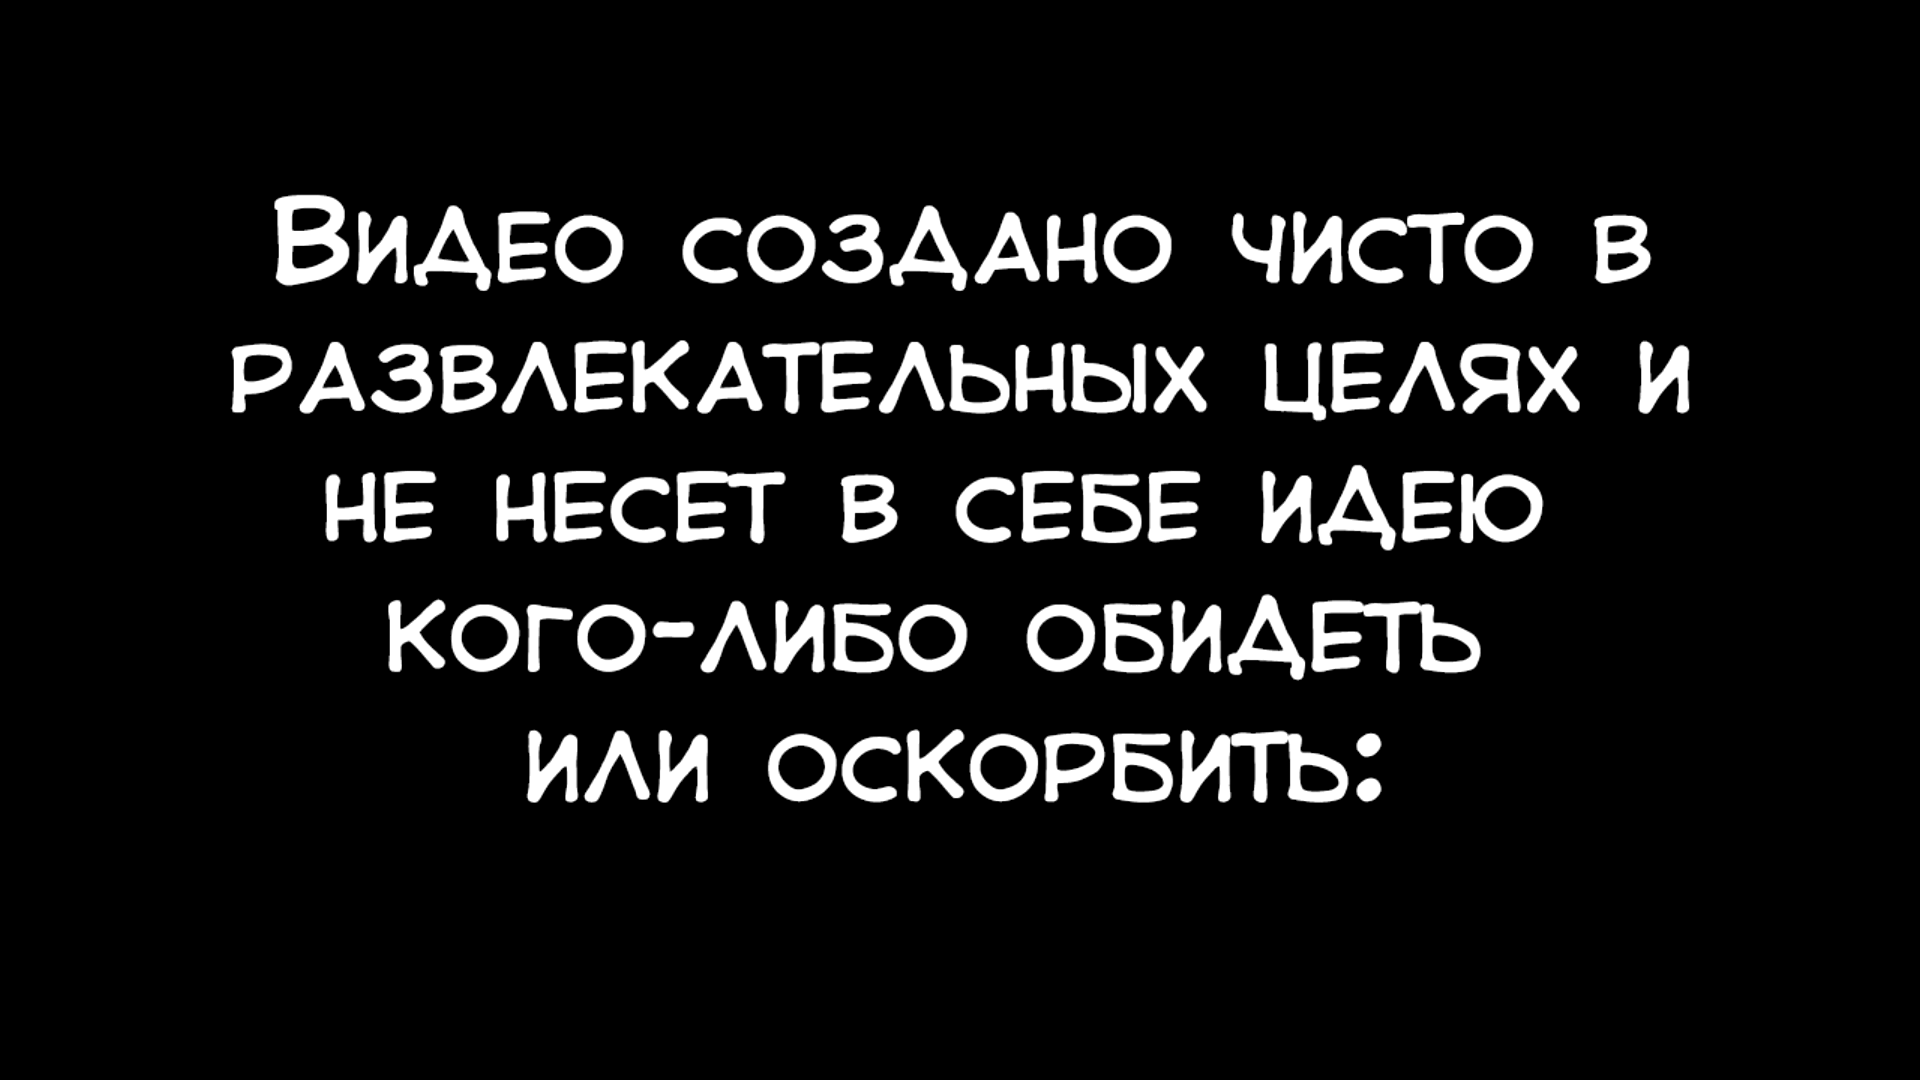 Видео создано чисто в
развлекательных целях и
не несет в себе идею
кого-либо обидеть
или оскорбить: